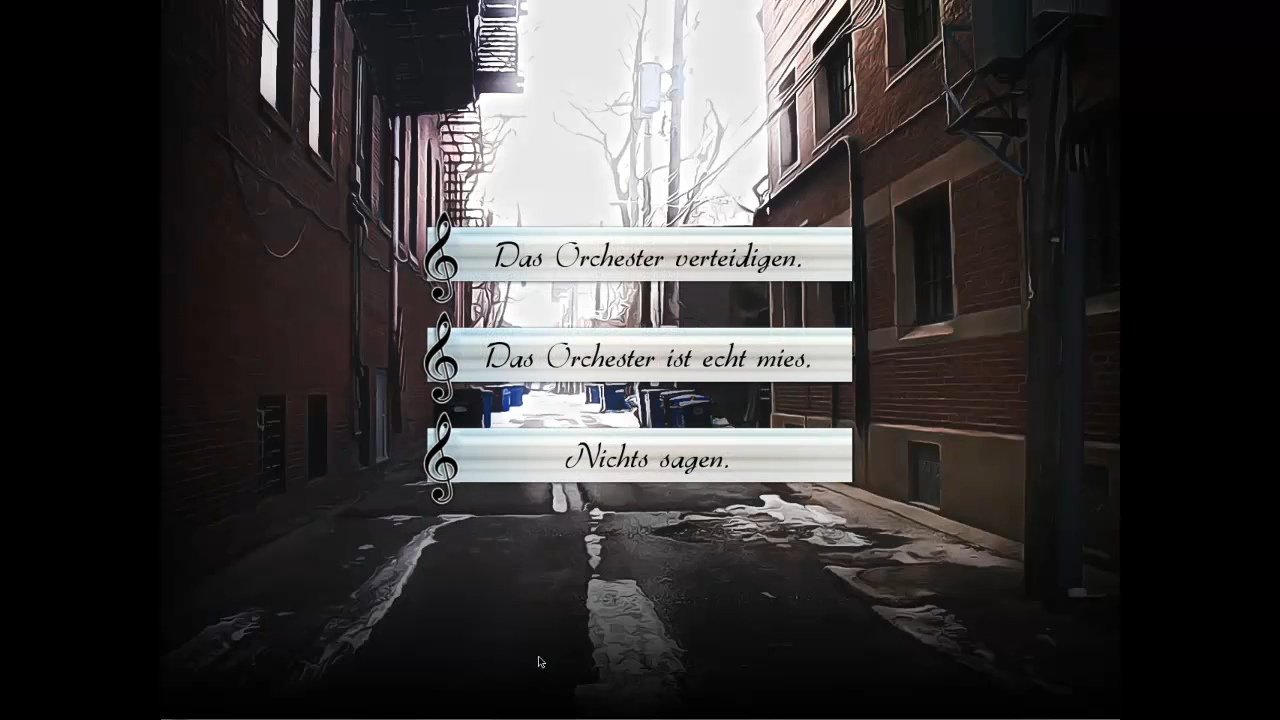 Das Orchester verteidigen.
Das Orchester ist echt mies.
Nichts sagen.